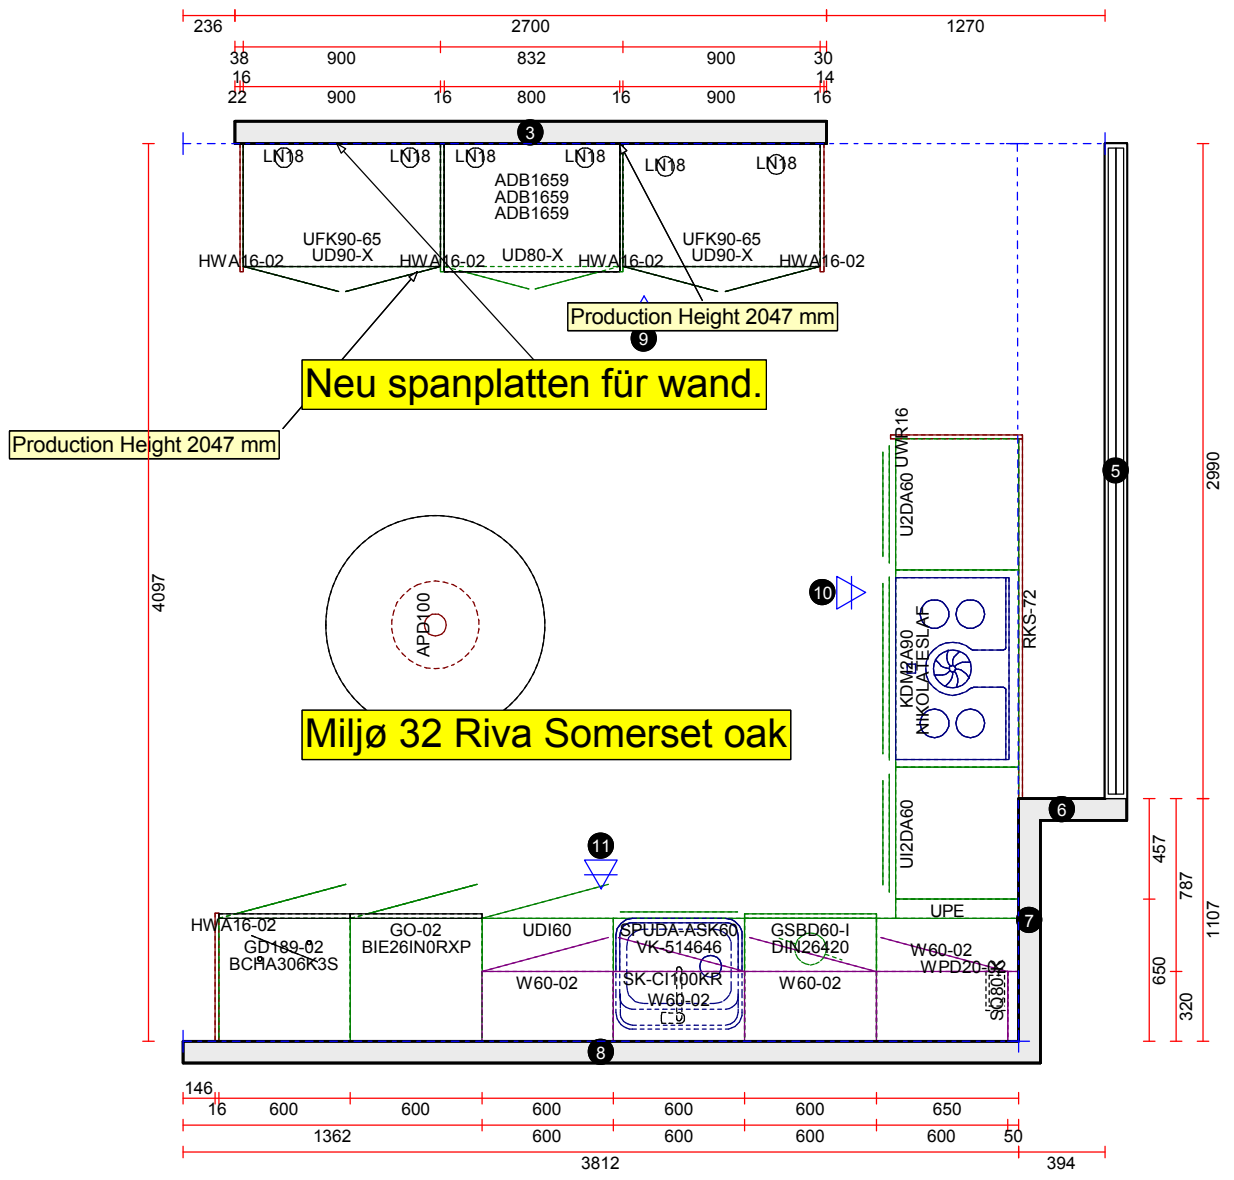 236 2700 1270
38 900 832 900 30
16 14
22 900 16 800 16 900 16
3
LN18 LN18 LN18 LN18 LN18 LN18
ADB1659
ADB1659
ADB1659
UFK90-65 UFK90-65
UD90-X UD80-X UD90-X
HWA16-02 HWA16-02 HWA16-02 HWA16-02
Production Height 2047 mm
9
Neu spanplatten für wand.
Production Height 2047 mm
UWR16
5
2990
U2DA60
4097
APD100
10
KDM2A90
NIKOLATESLAF
RKS-72
Miljø 32 Riva Somerset oak
6
UI2DA60
11
457
787
1107
UPE
7
HWA16-02 GO-02 UDI60 SPUDA-ASK60 GSBD60-I
GD189-02 BIE26IN0RXP VK-514646 DIN26420
BCHA306K3S
W60-02
WPD20-02
W60-02 SK-CI100KR W60-02
W60-02
650
320
8
146
16 600 600 600 600 600 650
1362 600 600 600 600 50
3812 394